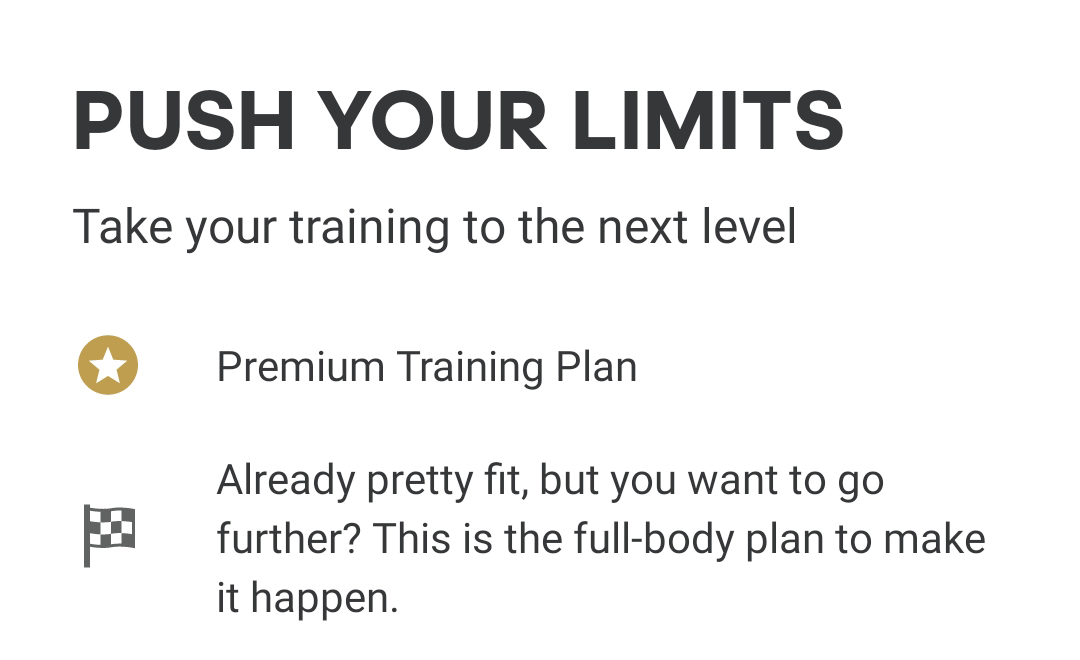 PUSH YOUR LIMITS
Take your training to the next level
Premium Training Plan
Already pretty fit, but you want to go
further? This is the full-body plan to make
it happen.